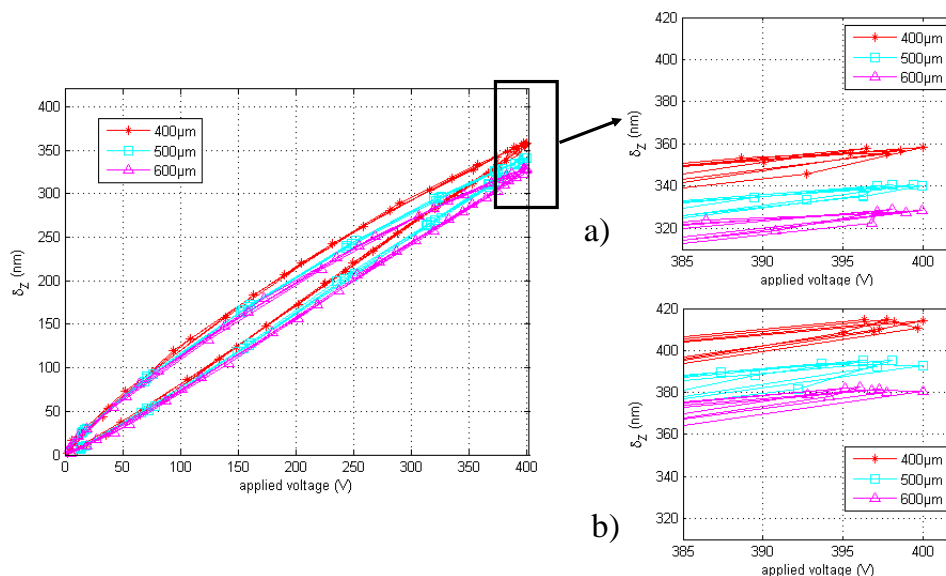 420
400
400µm
500µm
600µm
380
δZ (nm)
360
340
a)
320
385 390 395 400
applied voltage (V)
400
350
400µm
500µm
600µm
300
250
δZ (nm)
200
150
100
50
0
0 50 100 150 200 250 300 350 400
applied voltage (V)
420
400
380
δZ (nm)
360
340
400µm
500µm
600µm
b)
320
385 390 395 400
applied voltage (V)